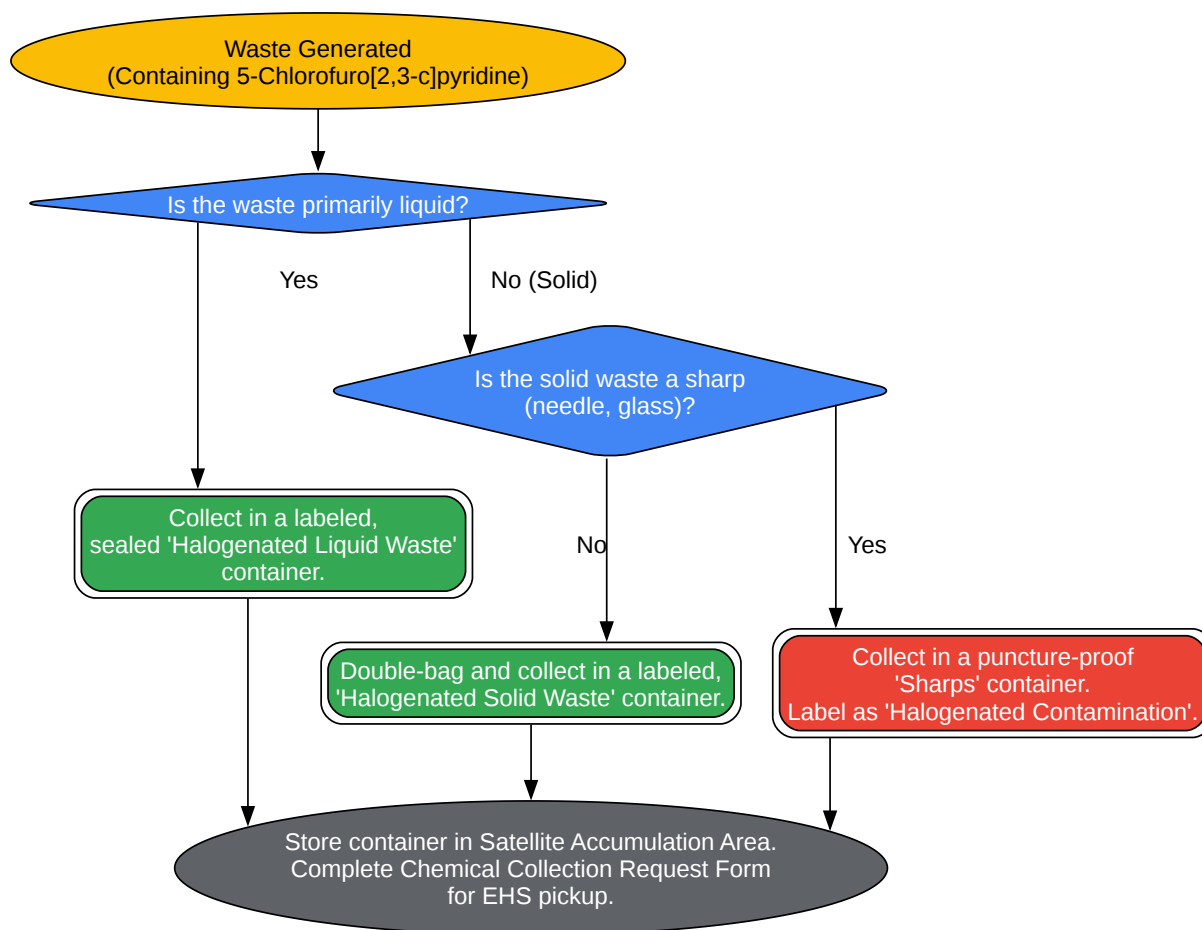 Waste Generated
(Containing 5-Chlorofuro[2,3-c]pyridine)
Is the waste primarily liquid?
Yes
No (Solid)
Is the solid waste a sharp
(needle, glass)?
Collect in a labeled,
sealed 'Halogenated Liquid Waste'
container.
No
Yes
Double-bag and collect in a labeled,
'Halogenated Solid Waste' container.
Collect in a puncture-proof
'Sharps' container.
Label as 'Halogenated Contamination'.
Store container in Satellite Accumulation Area.
Complete Chemical Collection Request Form
for EHS pickup.